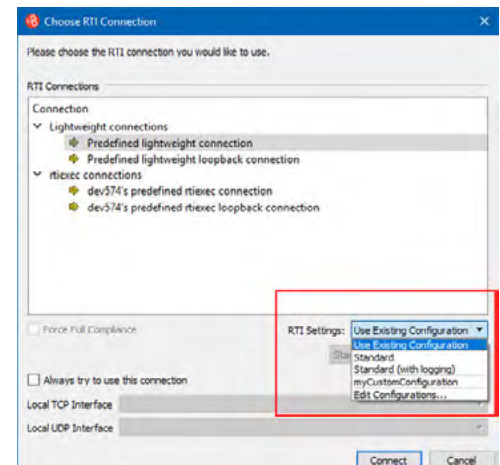 Choose RTI Connection
Please choose the RTI connection you would like to use.
RTI Connections
Connection
Lightweight connections
Predefined lightweight connection
Predefined lightweight loopback connection
rtiexec connections
dev574's predefined rtiexec connection
dev574's predefined rtiexec loopback connection
Force Full Compliance
RTI Settings: Use Existing Configuration
Use Existing Configuration
Standard
Standard (with logging)
myCustomConfiguration
Edit Configurations...
Always try to use this connection
Local TCP Interface
Local UDP Interface
Connect Cancel